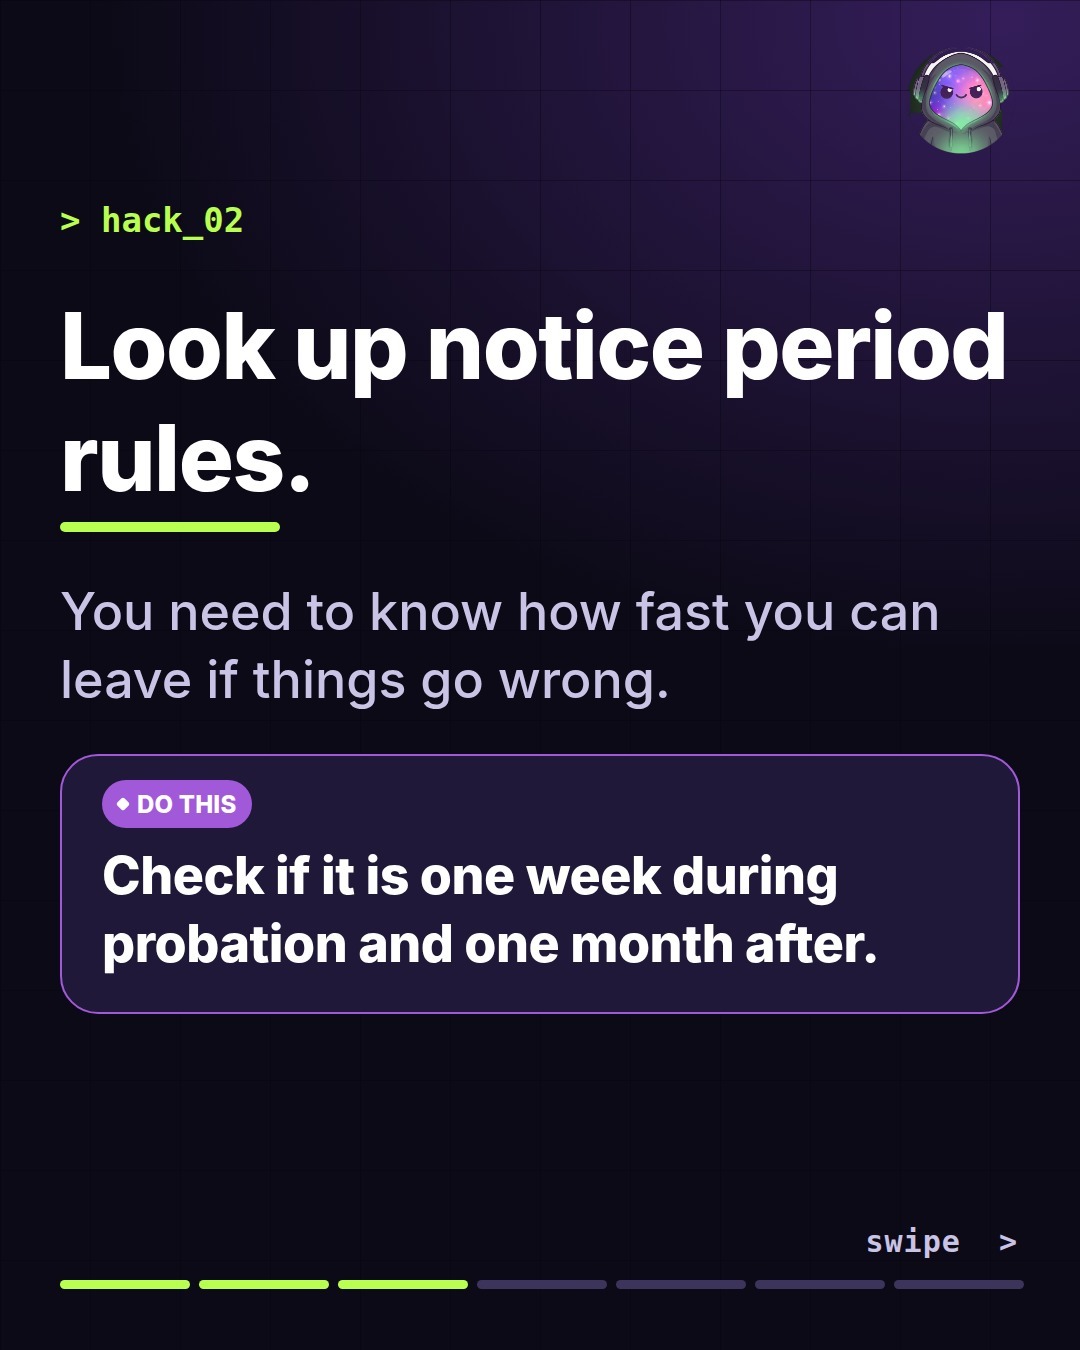 > hack_02
Look up notice period
rules.
You need to know how fast you can
leave if things go wrong.
DO THIS
Check if it is one week during
probation and one month after.
swipe >